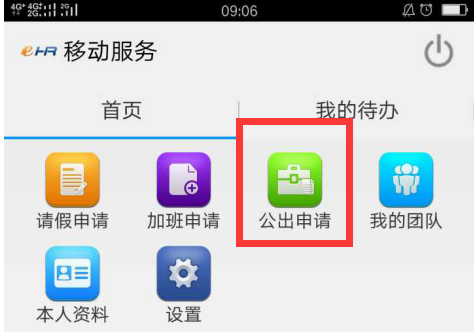 4G+ 4G+ 2G
2G
09:06
eHR 移动服务
首页
我的待办
请假申请
加班申请
公出申请
我的团队
本人资料
设置